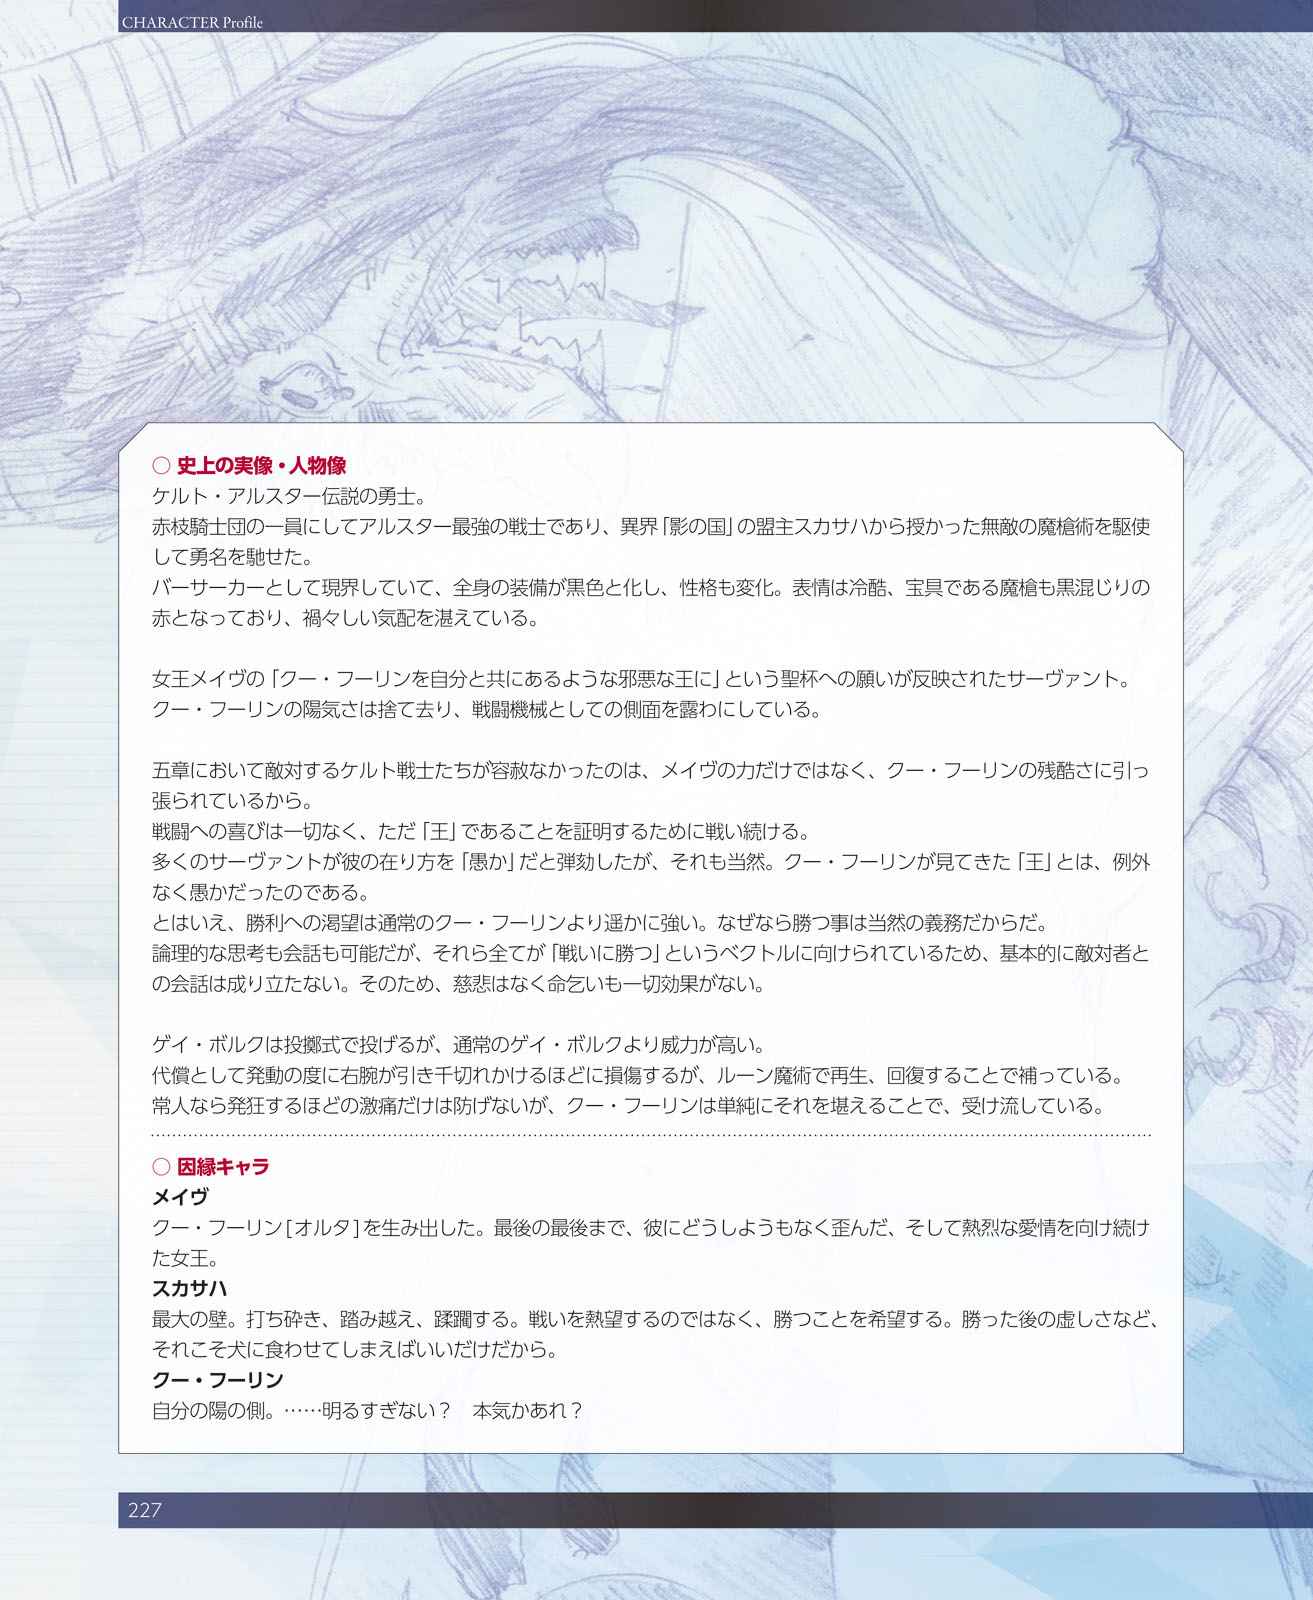 CHARACTER Profile
○ 史上の実像・人物像
ケルト・アルスター伝説の勇士。
赤枝騎士団の一員にしてアルスター最強の戦士であり、異界「影の国」の盟主スカサハから授かった無敵の魔槍術を駆使
して勇名を馳せた。
バーサーカーとして現界していて、全身の装備が黒色と化し、性格も変化。表情は冷酷、宝具である魔槍も黒混じりの
赤となっており、禍々しい気配を湛えている。
女王メイヴの「クー・フーリンを自分と共にあるような邪悪な王に」という聖杯への願いが反映されたサーヴァント。
クー・フーリンの陽気さは捨て去り、戦闘機械としての側面を露わにしている。
五章において敵対するケルト戦士たちが容赦なかったのは、メイヴの力だけではなく、クー・フーリンの残酷さに引っ
張られているから。
戦闘への喜びは一切なく、ただ「王」であることを証明するために戦い続ける。
多くのサーヴァントが彼の在り方を「愚か」だと弾劾したが、それも当然。クー・フーリンが見てきた「王」とは、例外
なく愚かだったのである。
とはいえ、勝利への渇望は通常のクー・フーリンより遥かに強い。なぜなら勝つ事は当然の義務だからだ。
論理的な思考も会話も可能だが、それら全てが「戦いに勝つ」というベクトルに向けられているため、基本的に敵対者と
の会話は成り立たない。そのため、慈悲はなく命乞いも一切効果がない。
ゲイ・ボルクは投擲式で投げるが、通常のゲイ・ボルクより威力が高い。
代償として発動の度に右腕が引き千切れかけるほどに損傷するが、ルーン魔術で再生、回復することで補っている。
常人なら発狂するほどの激痛だけは防げないが、クー・フーリンは単純にそれを堪えることで、受け流している。
○ 因縁キャラ
メイヴ
クー・フーリン[オルタ]を生み出した。最後の最後まで、彼にどうしようもなく歪んだ、そして熱烈な愛情を向け続け
た女王。
スカサハ
最大の壁。打ち砕き、踏み越え、蹂躙する。戦いを熱望するのではなく、勝つことを希望する。勝った後の虚しさなど、
それこそ犬に食わせてしまえばいいだけだから。
クー・フーリン
自分の陽の側。……明るすぎない？　本気かあれ？
227